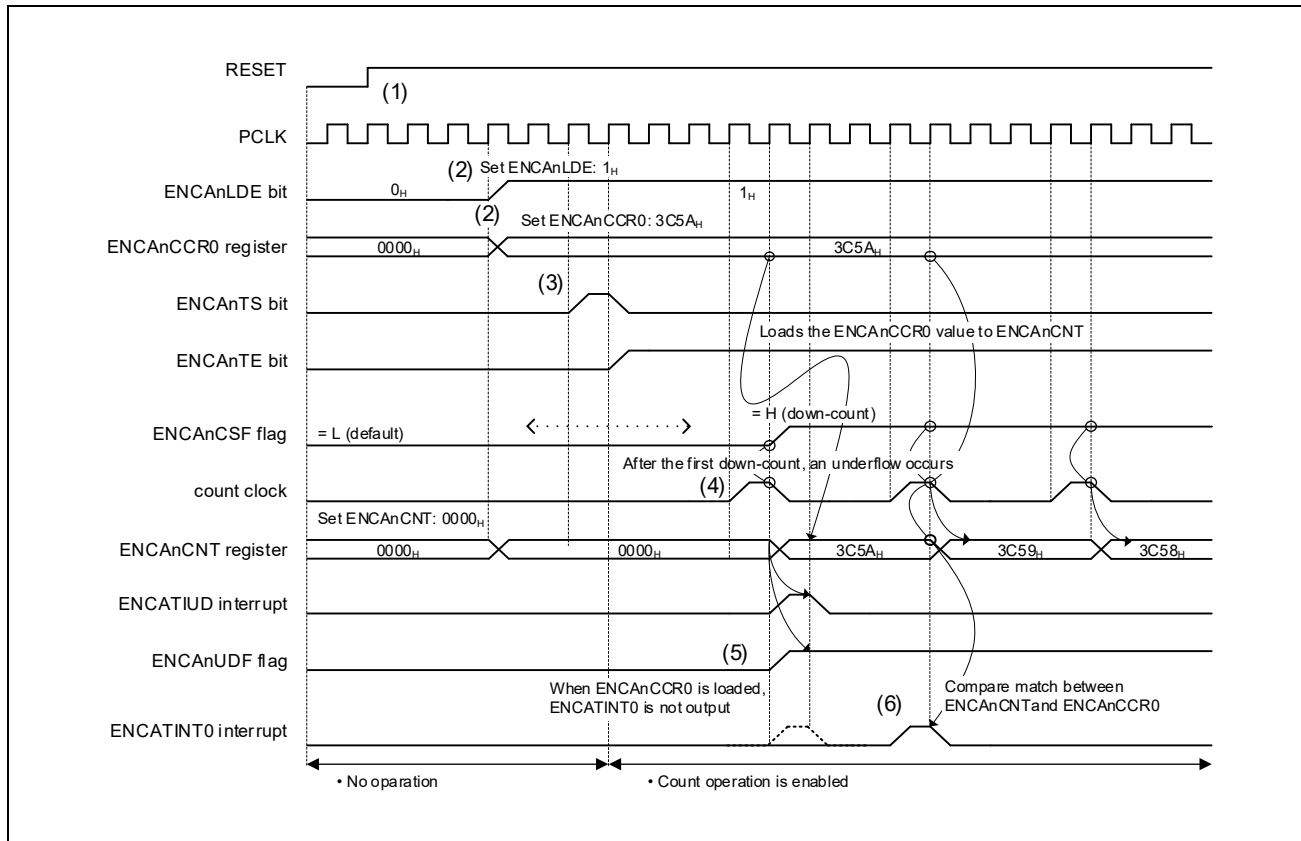 RESET
(1)
PCLK
(2) Set ENCAnLDE: 1H
ENCAnLDE bit
0H
1H
(2)
Set ENCAnCCR0: 3C5AH
ENCAnCCR0 register
0000H
3C5AH
(3)
ENCAnTS bit
Loads the ENCAnCCR0 value to ENCAnCNT
ENCAnTE bit
= H (down-count)
ENCAnCSF flag
= L (default)
After the first down-count, an underflow occurs
(4)
count clock
Set ENCAnCNT: 0000H
ENCAnCNT register
0000H
0000H
3C5AH
3C59H
3C58H
ENCATIUD interrupt
(5)
ENCAnUDF flag
When ENCAnCCR0 is loaded,
ENCATINT0 is not output
(6)
Compare match between
ENCAnCNTand ENCAnCCR0
ENCATINT0 interrupt
• No oparation
• Count operation is enabled